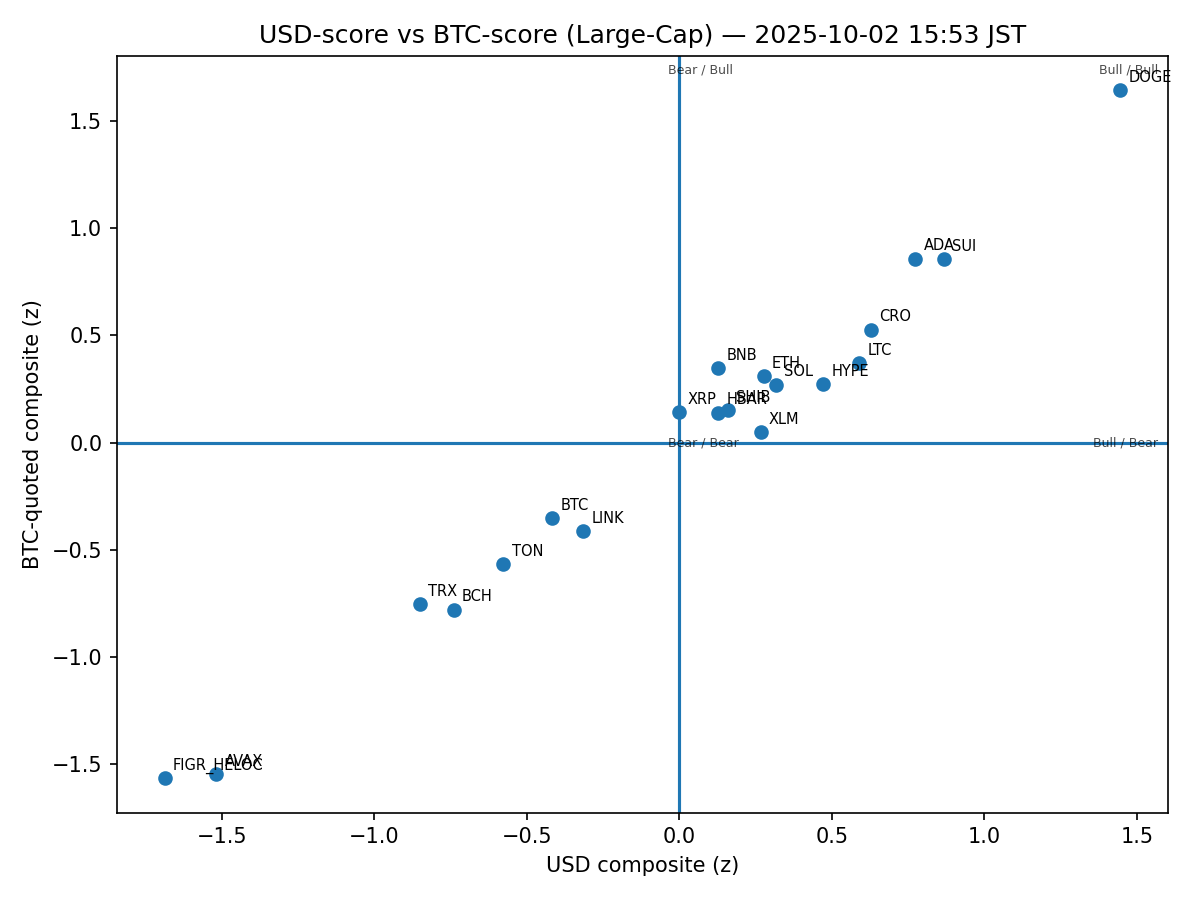 USD-score vs BTC-score (Large-Cap) — 2025-10-02 15:53 JST
Bear / Bull
Bull / Bull
DOGE
1.5
1.0
ADA
SUI
CRO
0.5
LTC
BNB
ETH
SOL
HYPE
XRP
HBAR
SHIB
XLM
0.0
Bear / Bear
Bull / Bear
BTC
LINK
−0.5
TON
TRX
BCH
−1.0
−1.5
AVAX
FIGR_HELOC
−1.5
−1.0
−0.5
0.0
0.5
1.0
1.5
USD composite (z)
BTC-quoted composite (z)